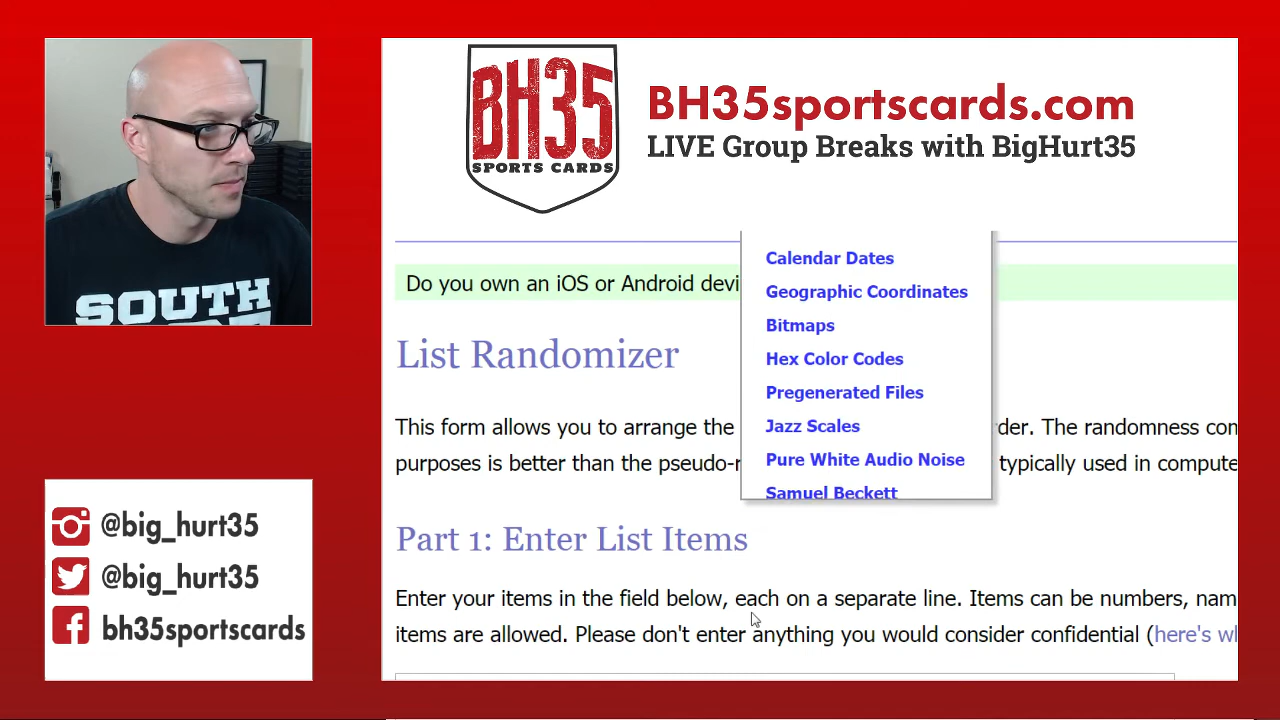 BH35
SPORTS CARDS
BH35sportscards.com
LIVE Group Breaks with BigHurt35
SOUTH
Calendar Dates
Do you own an iOS or Android devi
Geographic Coordinates
Bitmaps
List Randomizer
Hex Color Codes
Pregenerated Files
This form allows you to arrange the
Jazz Scales
der. The randomness com
purposes is better than the pseudo-r
Pure White Audio Noise
typically used in compute
Samuel Beckett
Part 1: Enter List Items
Enter your items in the field below, each on a separate line. Items can be numbers, nam
items are allowed. Please don't enter anything you would consider confidential (here's wh
@big_hurt35
@big_hurt35
bh35sportscards